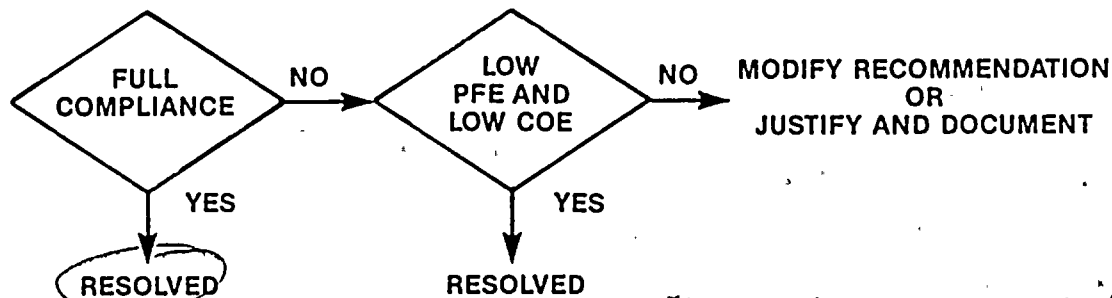 FULL
COMPLIANCE
NO
LOW
PFE AND
LOW COE
NO
MODIFY RECOMMENDATION
OR
JUSTIFY AND DOCUMENT
YES
YES
RESOLVED
RESOLVED